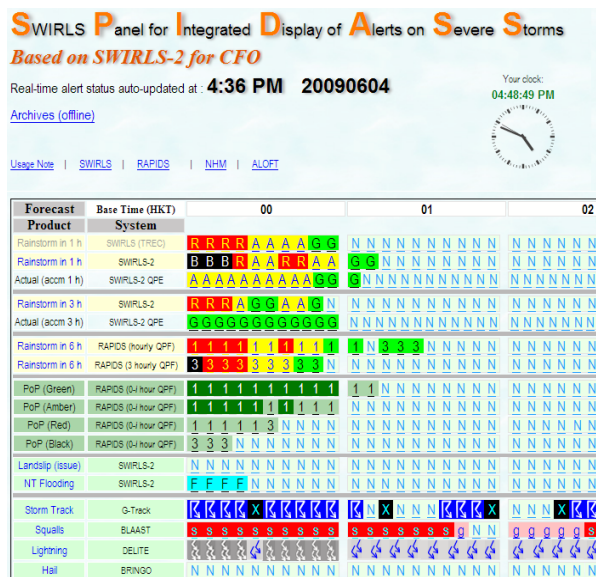 SWIRLS Panel for Integrated Display of Alerts on Severe Storms
Based on SWIRLS-2 for CFO
Real-time alert status auto-updated at : 4:36 PM 20090604
Your clock:
04:48:49 PM
Archives (offline)
Usage Note | SWIRLS | RAPIDS | NHM | ALOFT
Forecast Base Time (HKT) 00 01 02
Product System
Rainstorm in 1 h SWIRLS (TREC) R R R R A A A A G G N N N N N N N N N N N N N N N N
Rainstorm in 1 h SWIRLS-2 B B B R A A R R A A G G N N N N N N N N N N N N N N
Actual (accm 1 h) SWIRLS-2 QPE
Rainstorm in 3 h SWIRLS-2 R R R A G G A A G N N N N N N N N N N N N N N N N N
Actual (accm 3 h) SWIRLS-2 QPE
Rainstorm in 6 h RAPIDS (hourly QPF) 1 1 1 1 1 1 1 1 1 1 1 N 3 3 3 N N N N N N N N N N N
Rainstorm in 6 h RAPIDS (3 hourly QPF) 3 3 3 3 3 3 3 3 3 N N N N N N N N N N N N N N N N N
PoP (Green) RAPIDS (0-i hour QPF) 1 1 1 1 1 1 1 1 1 1 1 1 N N N N N N N N N N N N N N
PoP (Amber) RAPIDS (0-i hour QPF) 1 1 1 1 1 1 1 1 1 1 N N N N N N N N N N N N N N N N
PoP (Red) RAPIDS (0-i hour QPF) 1 1 1 1 1 3 N N N N N N N N N N N N N N N N N N N N
PoP (Black) RAPIDS (0-i hour QPF) 3 3 3 N N N N N N N N N N N N N N N N N N N N N N N
Landslip (issue) SWIRLS-2 N N N N N N N N N N N N N N N N N N N N N N N N N N
NT Flooding SWIRLS-2 F F F F N N N N N N N N N N N N N N N N N N N N N N
Storm Track G-Track X N X N N N X N N N X
Squalls BLAAST s s s s s s s s s s s s s s s s s g N N g g g g g s
Lightning DELITE
Hail BRINGO N N N N N N N N N N N N N N N N N N N N N N N N N N